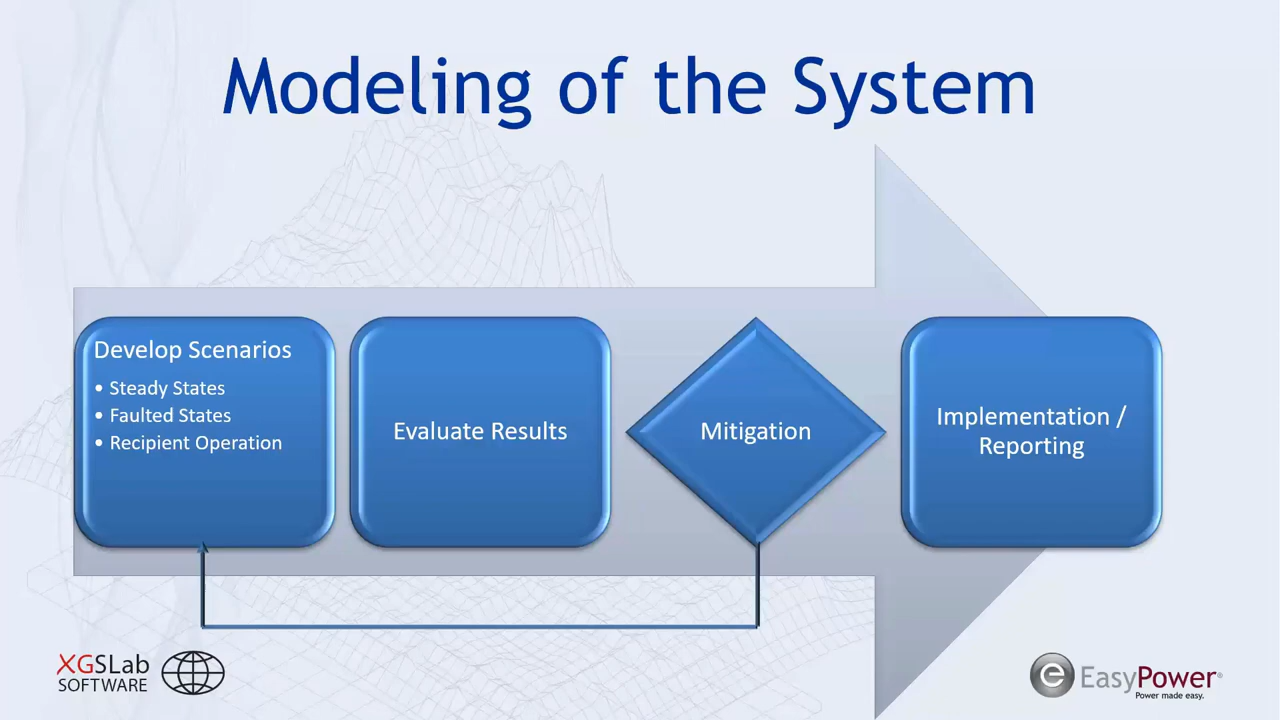 Modeling of the System
Develop Scenarios
• Steady States
• Faulted States
• Recipient Operation
Evaluate Results
Mitigation
Implementation /
Reporting
XGSLab
SOFTWARE
e
EasyPower®
Power made easy.